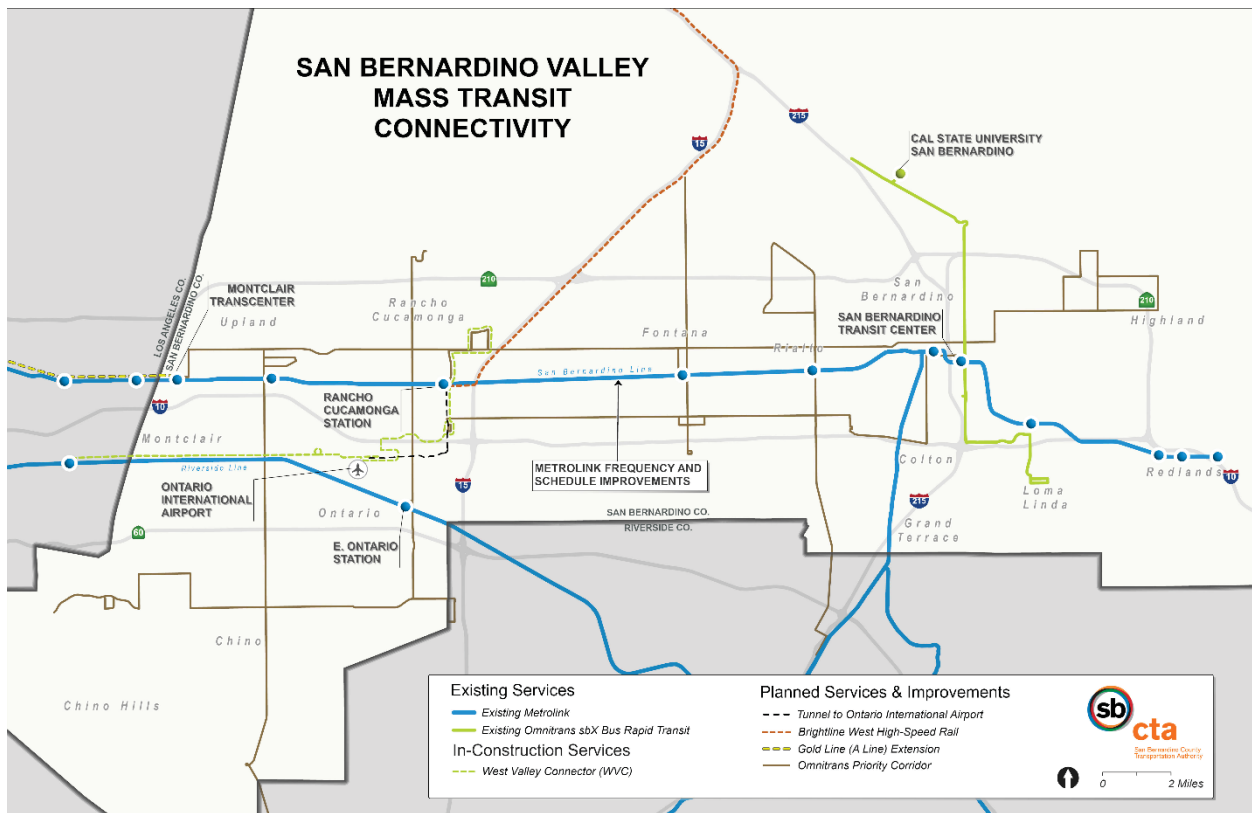 SAN BERNARDINO VALLEY
MASS TRANSIT
CONNECTIVITY
215
15
CAL STATE UNIVERSITY
SAN BERNARDINO
LOS ANGELES CO.
SAN BERNARDINO CO.
MONTCLAIR
TRANSCENTER
Upland
Rancho
Cucamonga
210
San
Bernardino
SAN BERNARDINO
TRANSIT CENTER
210
Highland
Fontana
Rialto
San Bernardino Line
10
RANCHO
CUCAMONGA
STATION
Montclair
Riverside Line
METROLINK FREQUENCY AND
SCHEDULE IMPROVEMENTS
Colton
Redlands
10
ONTARIO
INTERNATIONAL
AIRPORT
15
Loma
Linda
215
Ontario
SAN BERNARDINO CO.
RIVERSIDE CO.
Grand
Terrace
60
E. ONTARIO
STATION
Chino
Chino Hills
Existing Services
Existing Metrolink
Existing Omnitrans sbX Bus Rapid Transit
In-Construction Services
West Valley Connector (WVC)
Planned Services & Improvements
Tunnel to Ontario International Airport
Brightline West High-Speed Rail
Gold Line (A Line) Extension
Omnitrans Priority Corridor
sb
cta
San Bernardino County
Transportation Authority
0 2 Miles